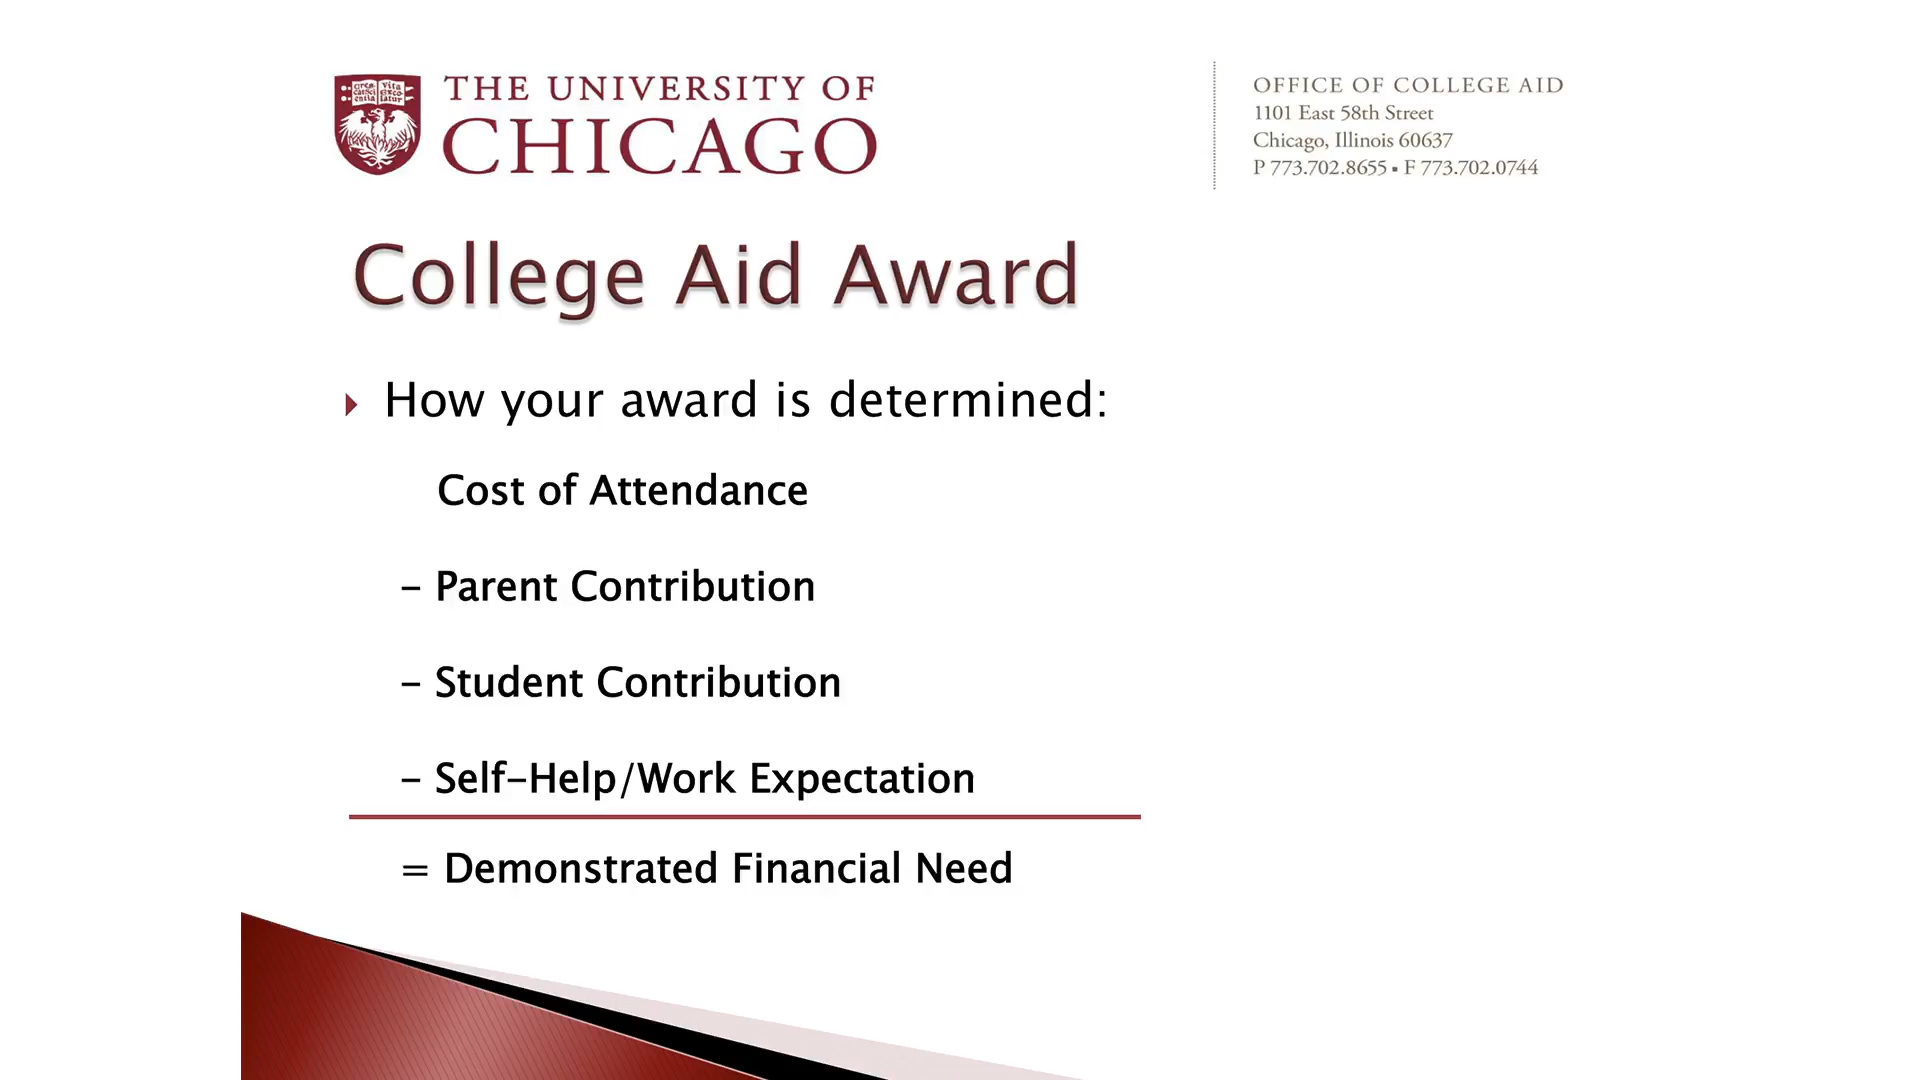 THE UNIVERSITY OF
CHICAGO
OFFICE OF COLLEGE AID
1101 East 58th Street
Chicago, Illinois 60637
P 773.702.8655 ▪ F 773.702.0744
College Aid Award
How your award is determined:
Cost of Attendance
- Parent Contribution
- Student Contribution
- Self-Help/Work Expectation
= Demonstrated Financial Need